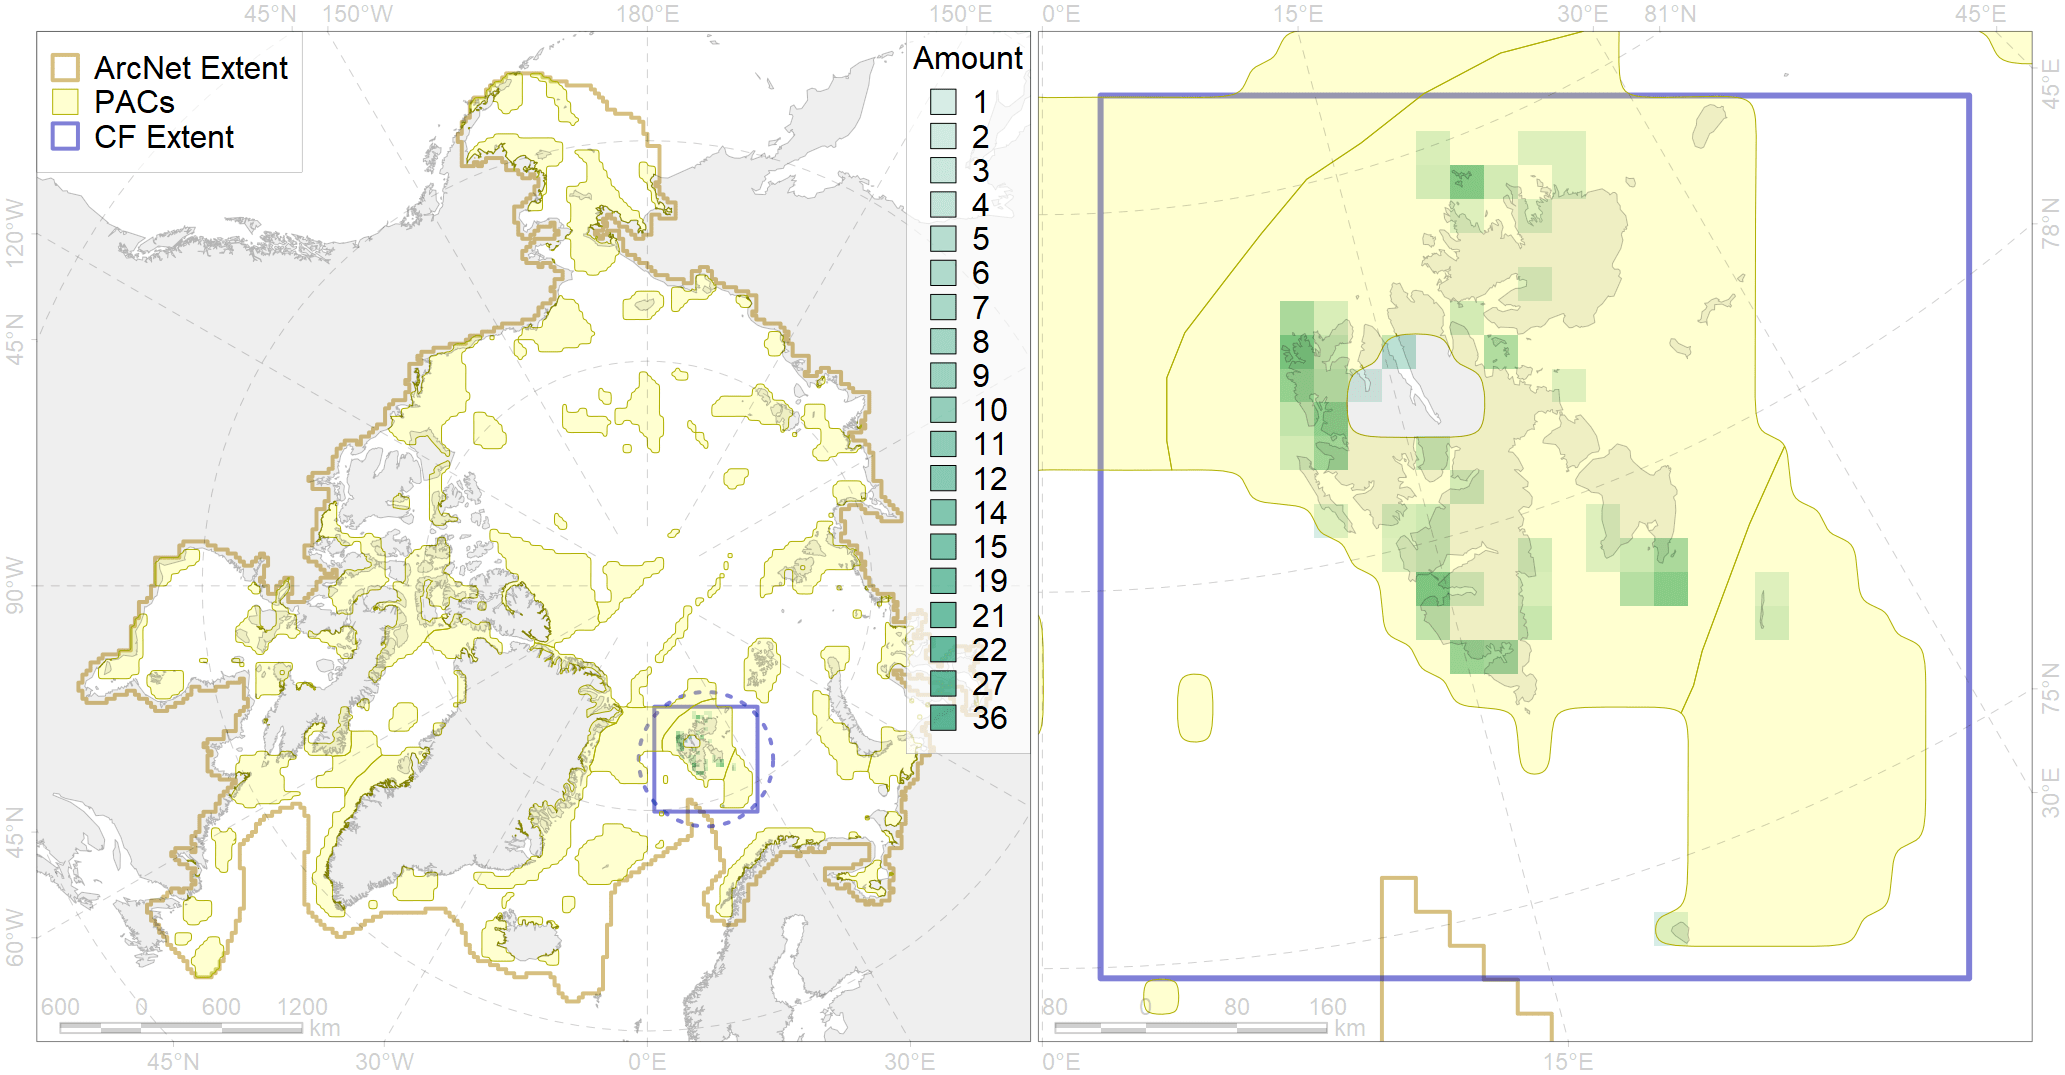 45°N 150°W 180°E 150°E 0°E 15°E 30°E 81°N 45°E
ArcNet Extent
PACs
CF Extent
Amount
1
2
3
4
5
6
7
8
9
10
11
12
14
15
19
21
22
27
36
120°W
45°N
90°W
45°N
60°W
45°E
78°N
75°N
30°E
600 0 600 1200
km
80 0 80 160
km
45°N 30°W 0°E 30°E 0°E 15°E